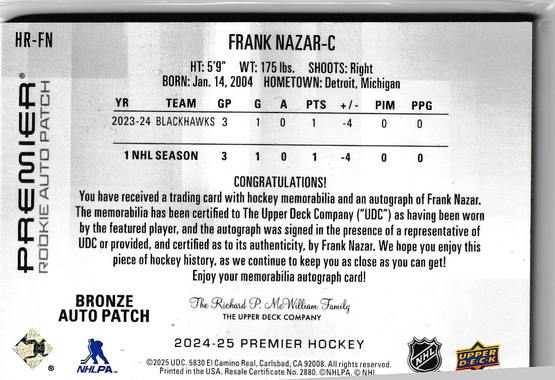 HR-FN
FRANK NAZAR-C
HT: 5'9" WT: 175 lbs. SHOOTS: Right
BORN: Jan. 14, 2004 HOMETOWN: Detroit, Michigan
PREMIER®
ROOKIE AUTO PATCH
YR TEAM GP G A PTS +/- PIM PPG
2023-24 BLACKHAWKS 3 1 0 1 -4 0 0
1 NHL SEASON 3 1 0 1 -4 0 0
CONGRATULATIONS!
You have received a trading card with hockey memorabilia and an autograph of Frank Nazar.
The memorabilia has been certified to The Upper Deck Company ("UDC") as having been worn
by the featured player, and the autograph was signed in the presence of a representative of
UDC or provided, and certified as to its authenticity, by Frank Nazar. We hope you enjoy this
piece of hockey history, as we continue to keep you as close as you can get!
Enjoy your memorabilia autograph card!
BRONZE
AUTO PATCH
The Richard P. McWilliam Family
THE UPPER DECK COMPANY
2024-25 PREMIER HOCKEY
NHLPA
©2025 UDC. 5830 El Camino Real, Carlsbad, CA 92008. All rights reserved.
Printed in the USA. Resale Certificate No. 2880. ©NHLPA. © NHL
NHL
UPPER
DECK